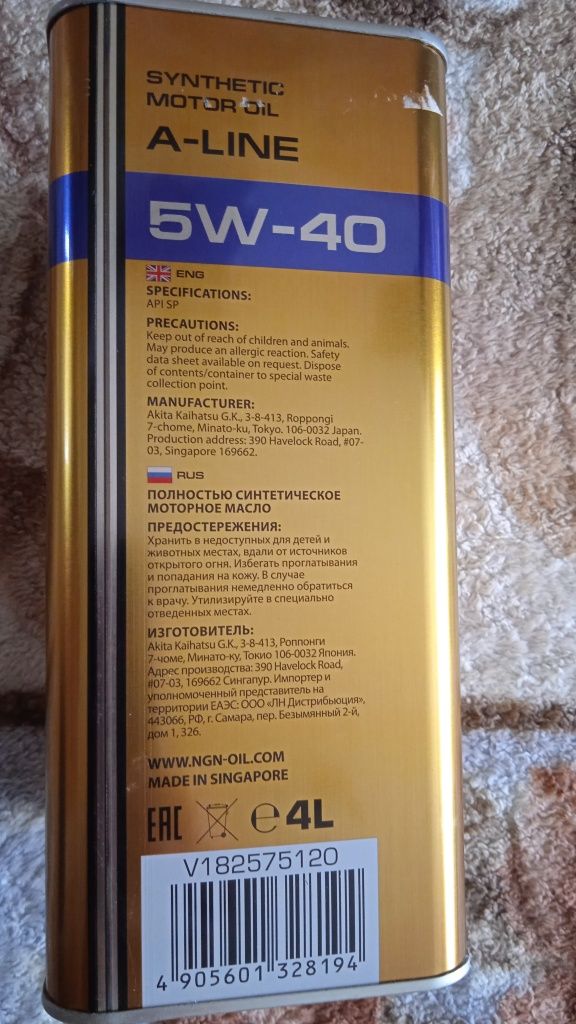 SYNTHETIC
MOTOR OIL
A-LINE
5W-40
ENG
SPECIFICATIONS:
API SP
PRECAUTIONS:
Keep out of reach of children and animals.
May produce an allergic reaction. Safety
data sheet available on request. Dispose
of contents/container to special waste
collection point.
MANUFACTURER:
Akita Kaihatsu G.K., 3-8-413, Roppongi
7-chome, Minato-ku, Tokyo. 106-0032 Japan.
Production address: 390 Havelock Road, #07-
03, Singapore 169662.
RUS
ПОЛНОСТЬЮ СИНТЕТИЧЕСКОЕ
МОТОРНОЕ МАСЛО
ПРЕДОСТЕРЕЖЕНИЯ:
Хранить в недоступных для детей и
животных местах, вдали от источников
открытого огня. Избегать проглатывания
и попадания на кожу. В случае
проглатывания немедленно обратиться
к врачу. Утилизируйте в специально
отведенных местах.
ИЗГОТОВИТЕЛЬ:
Akita Kaihatsu G.K., 3-8-413, Роппонги
7-чоме, Минато-ку, Токио 106-0032 Япония.
Адрес производства: 390 Havelock Road,
#07-03, 169662 Сингапур. Импортер и
уполномоченный представитель на
территории ЕАЭС: ООО «ЛН Дистрибьюция»,
443066, РФ, г. Самара, пер. Безымянный 2-й,
дом 1, 326.
WWW.NGN-OIL.COM
MADE IN SINGAPORE
EAC ℮ 4L
V182575120
4 905601 328194